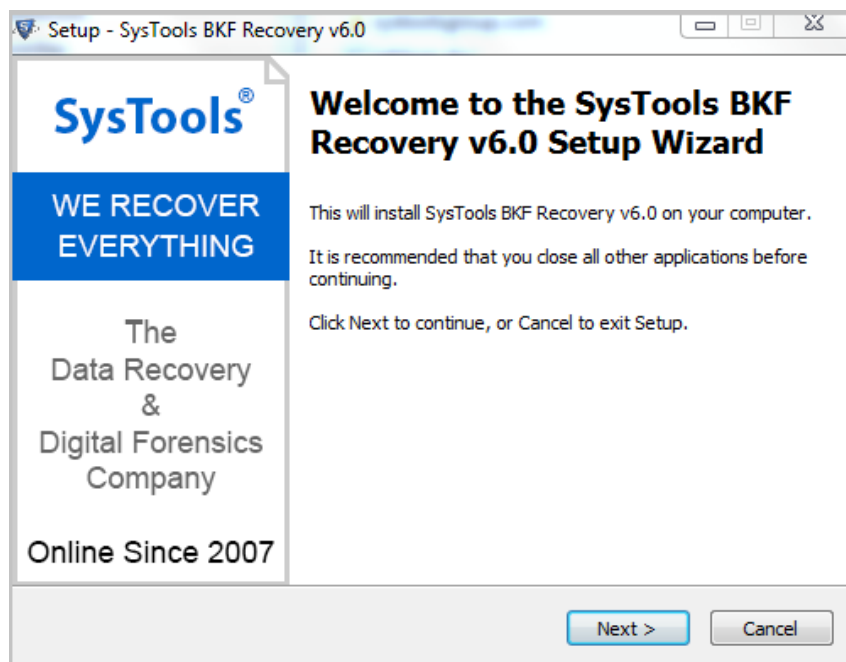 Setup - SysTools BKF Recovery v6.0
SysTools®
WE RECOVER
EVERYTHING
The
Data Recovery
&
Digital Forensics
Company
Online Since 2007
Welcome to the SysTools BKF
Recovery v6.0 Setup Wizard
This will install SysTools BKF Recovery v6.0 on your computer.
It is recommended that you close all other applications before
continuing.
Click Next to continue, or Cancel to exit Setup.
Next >
Cancel